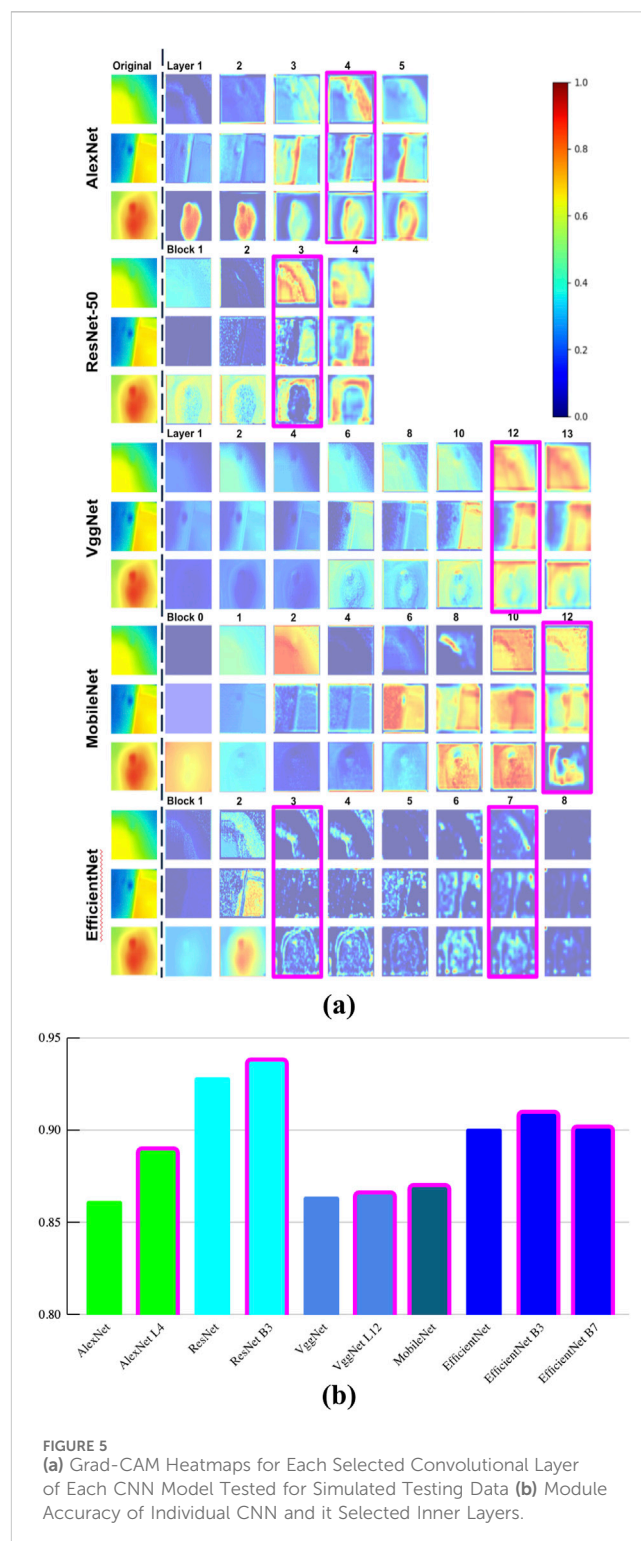 Original Layer 1 2 3 4 5
AlexNet
1.0
0.8
0.6
0.4
0.2
0.0
Block 1 2 3 4
ResNet-50
Layer 1 2 4 6 8 10 12 13
VggNet
Block 0 1 2 4 6 8 10 12
MobileNet
Block 1 2 3 4 5 6 7 8
EfficientNet
(a)
0.95
0.90
0.85
0.80
AlexNet
AlexNet L4
ResNet
ResNet B3
VggNet
VggNet L12
MobileNet
EfficientNet
EfficientNet B3
EfficientNet B7
(b)
FIGURE 5
(a) Grad-CAM Heatmaps for Each Selected Convolutional Layer
of Each CNN Model Tested for Simulated Testing Data (b) Module
Accuracy of Individual CNN and it Selected Inner Layers.